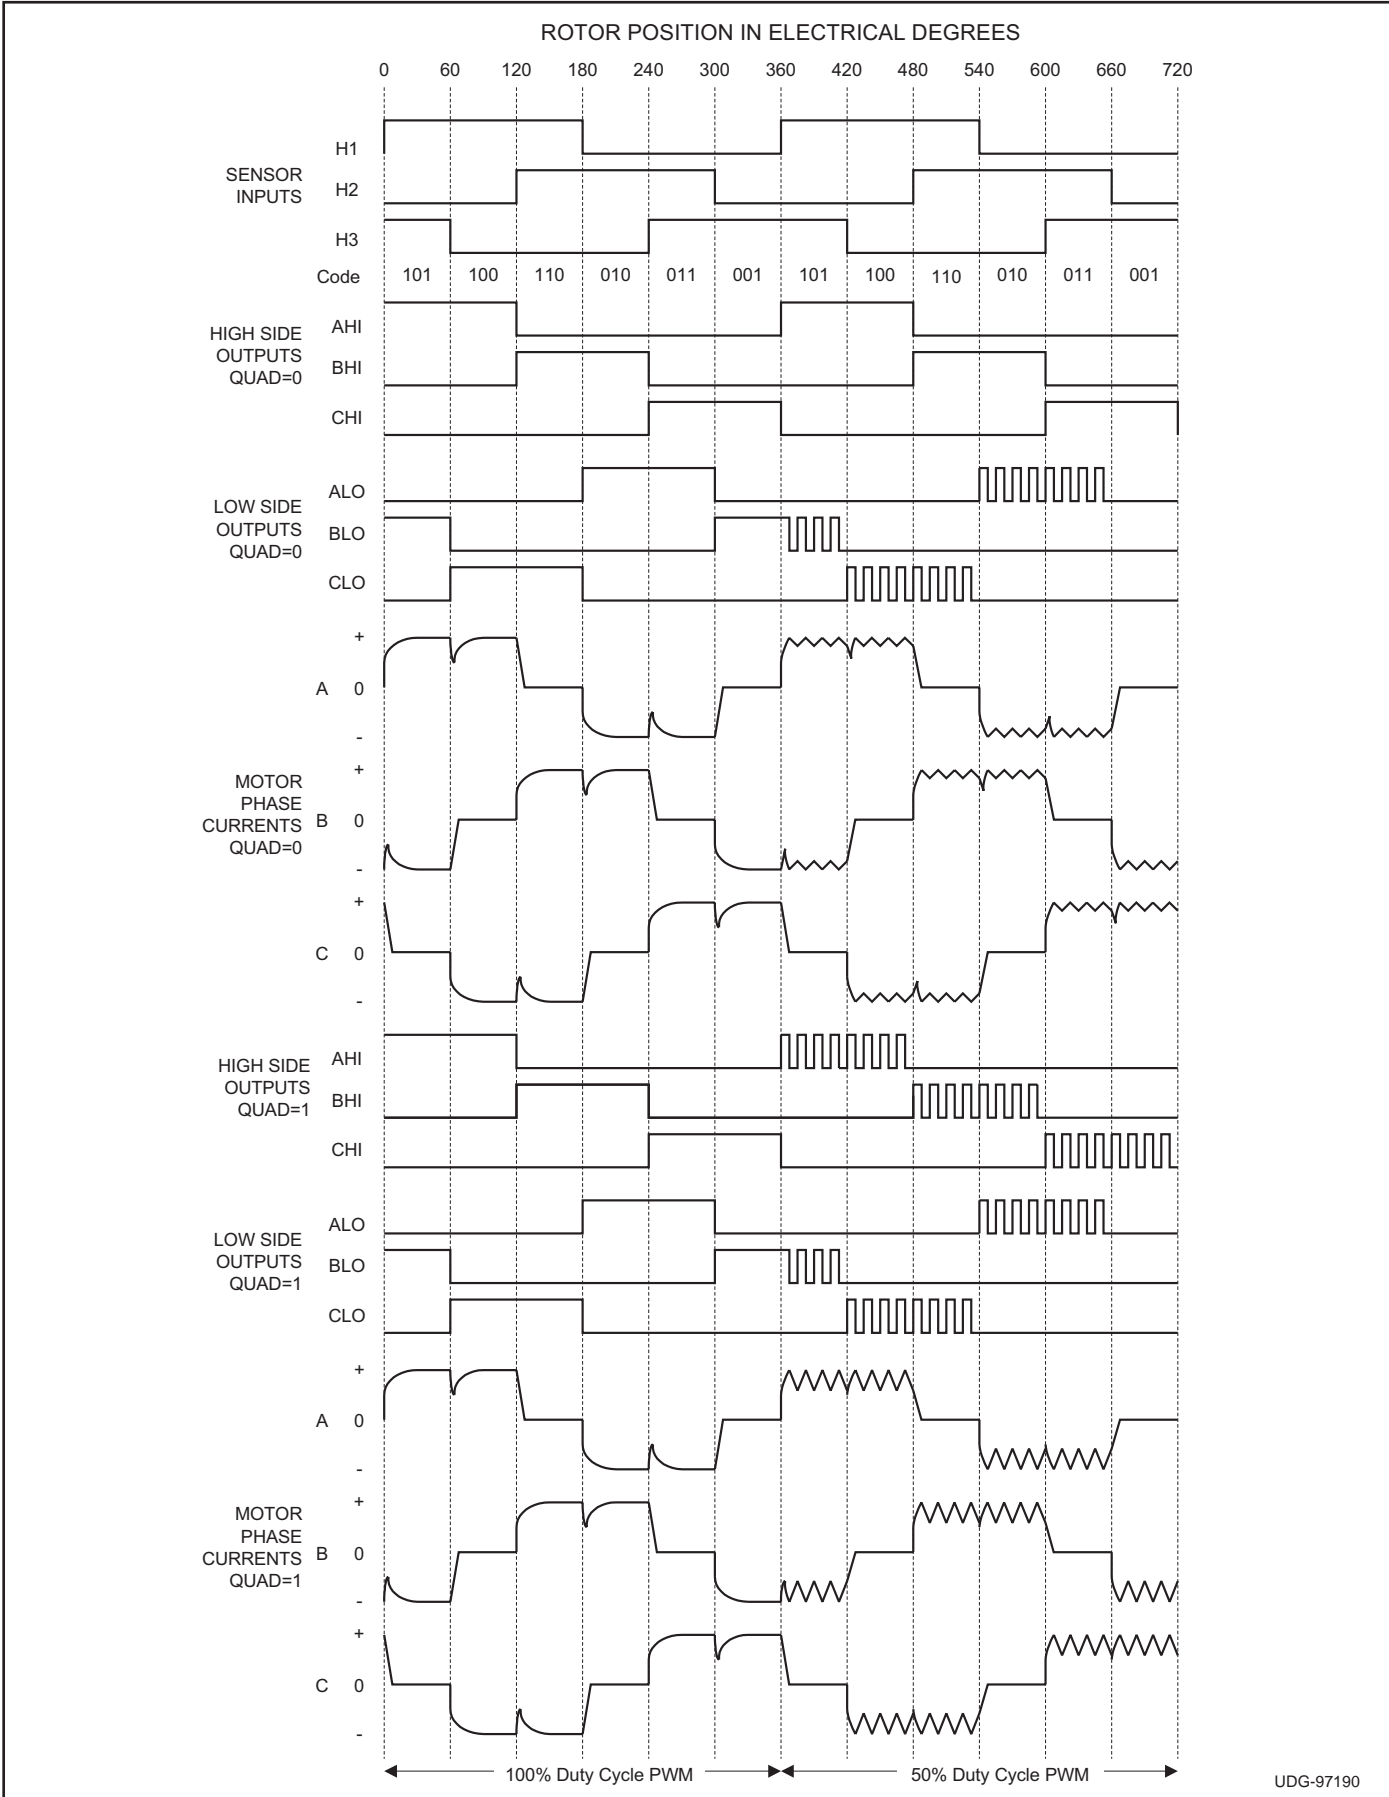 ROTOR POSITION IN ELECTRICAL DEGREES
0 60 120 180 240 300 360 420 480 540 600 660 720
H1
SENSOR
INPUTS
H2
H3
Code 101 100 110 010 011 001 101 100 110 010 011 001
HIGH SIDE
OUTPUTS
QUAD=0
AHI
BHI
CHI
LOW SIDE
OUTPUTS
QUAD=0
ALO
BLO
CLO
+
A 0
-
MOTOR
PHASE
CURRENTS
QUAD=0
+
B 0
-
+
C 0
-
HIGH SIDE
OUTPUTS
QUAD=1
AHI
BHI
CHI
LOW SIDE
OUTPUTS
QUAD=1
ALO
BLO
CLO
+
A 0
-
MOTOR
PHASE
CURRENTS
QUAD=1
+
B 0
-
+
C 0
-
100% Duty Cycle PWM
50% Duty Cycle PWM
UDG-97190